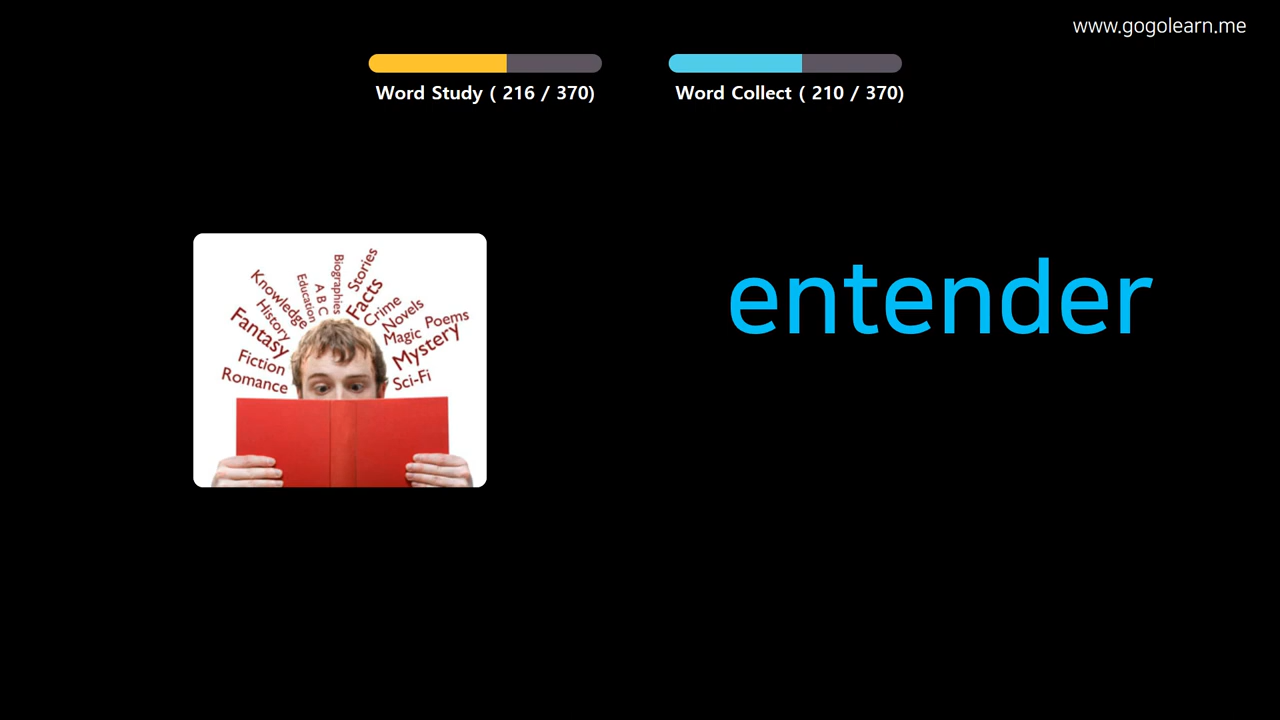 www.gogolearn.me
Word Study ( 216 / 370)
Word Collect ( 210 / 370)
entender
Stories
Biographies
Facts
A B C
Education
Knowledge
Crime
History
Novels
Fantasy
Magic
Poems
Mystery
Fiction
Romance
Sci-Fi